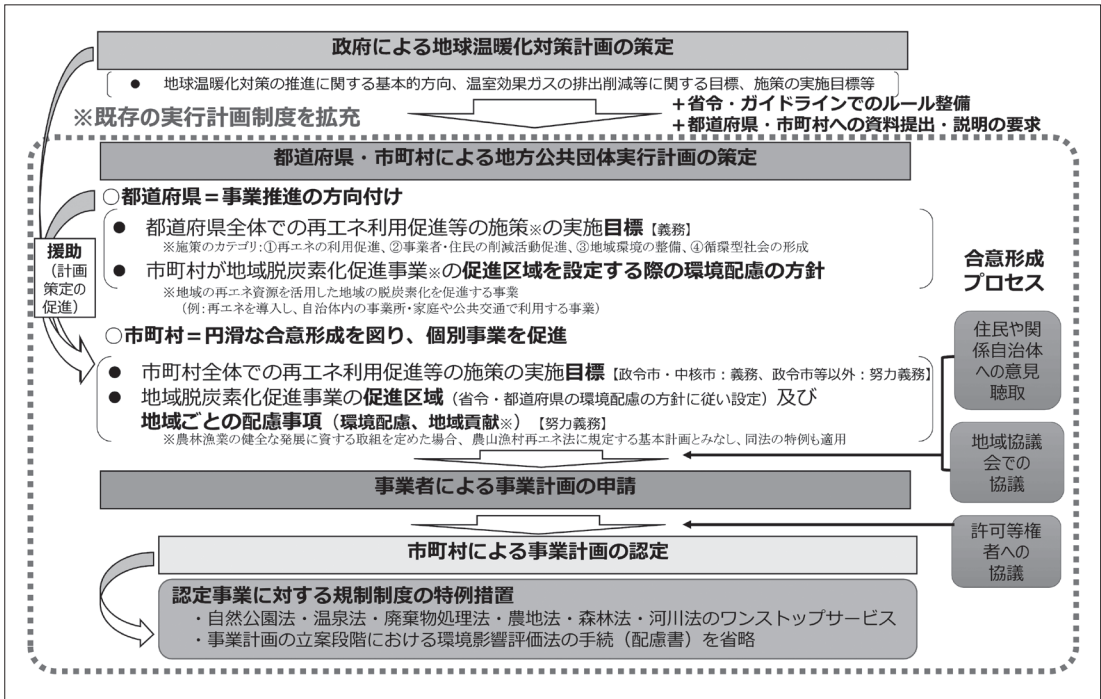 政府による地球温暖化対策計画の策定
● 地球温暖化対策の推進に関する基本的方向、温室効果ガスの排出削減等に関する目標、施策の実施目標等
※既存の実行計画制度を拡充
+省令・ガイドラインでのルール整備
+都道府県・市町村への資料提出・説明の要求
都道府県・市町村による地方公共団体実行計画の策定
○都道府県=事業推進の方向付け
● 都道府県全体での再エネ利用促進等の施策※の実施目標【義務】
※施策のカテゴリ:①再エネの利用促進、②事業者・住民の削減活動促進、③地域環境の整備、④循環型社会の形成
● 市町村が地域脱炭素化促進事業※の促進区域を設定する際の環境配慮の方針
※地域の再エネ資源を活用した地域の脱炭素化を促進する事業
(例:再エネを導入し、自治体内の事業所・家庭や公共交通で利用する事業)
援助
(計画
策定の
促進)
○市町村=円滑な合意形成を図り、個別事業を促進
● 市町村全体での再エネ利用促進等の施策の実施目標【政令市・中核市:義務、政令市等以外:努力義務】
● 地域脱炭素化促進事業の促進区域(省令・都道府県の環境配慮の方針に従い設定)及び
地域ごとの配慮事項(環境配慮、地域貢献※)【努力義務】
※農林漁業の健全な発展に資する取組を定めた場合、農山漁村再エネ法に規定する基本計画とみなし、同法の特例も適用
合意形成
プロセス
住民や関
係自治体
への意見
聴取
地域協議
会での
協議
事業者による事業計画の申請
許可等権
者への
協議
市町村による事業計画の認定
認定事業に対する規制制度の特例措置
・自然公園法・温泉法・廃棄物処理法・農地法・森林法・河川法のワンストップサービス
・事業計画の立案段階における環境影響評価法の手続(配慮書)を省略